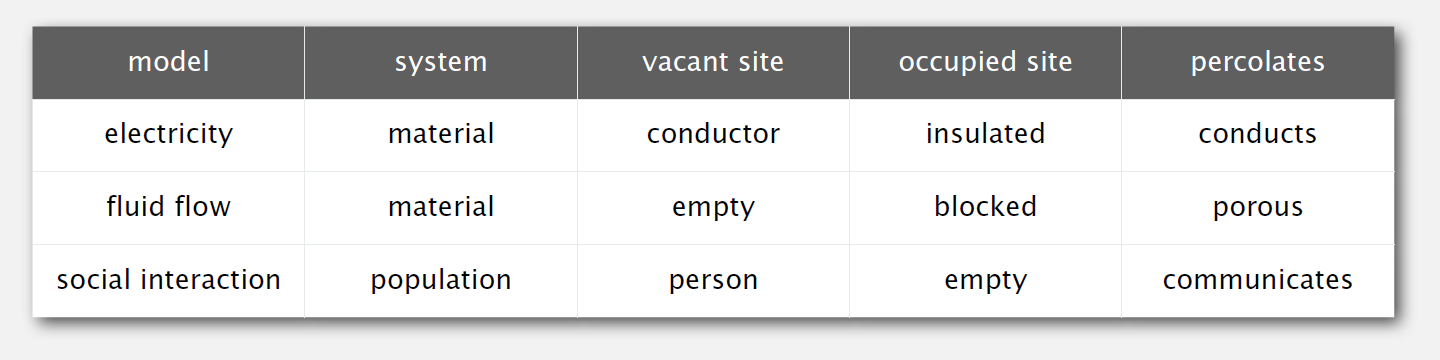 model system vacant site occupied site percolates
electricity material conductor insulated conducts
fluid flow material empty blocked porous
social interaction population person empty communicates